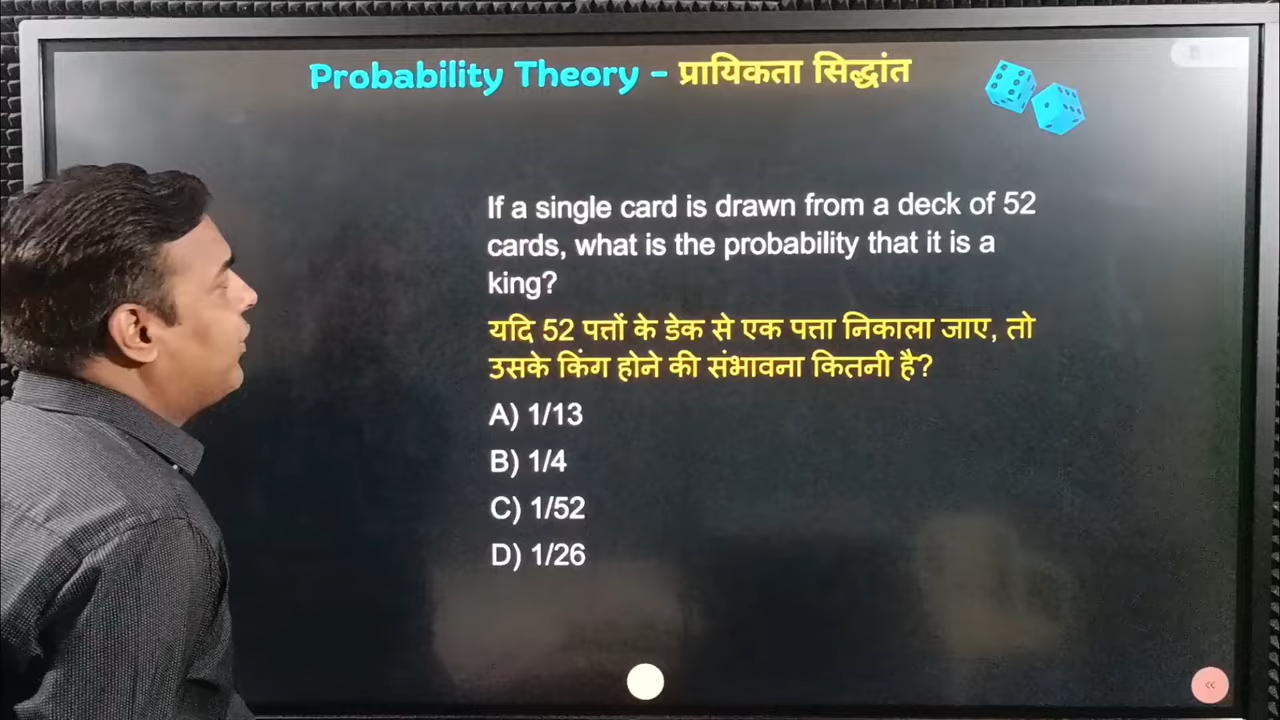 Probability Theory - प्रायिकता सिद्धांत
If a single card is drawn from a deck of 52
cards, what is the probability that it is a
king?
यदि 52 पत्तों के डेक से एक पत्ता निकाला जाए, तो
उसके किंग होने की संभावना कितनी है?
A) 1/13
B) 1/4
C) 1/52
D) 1/26